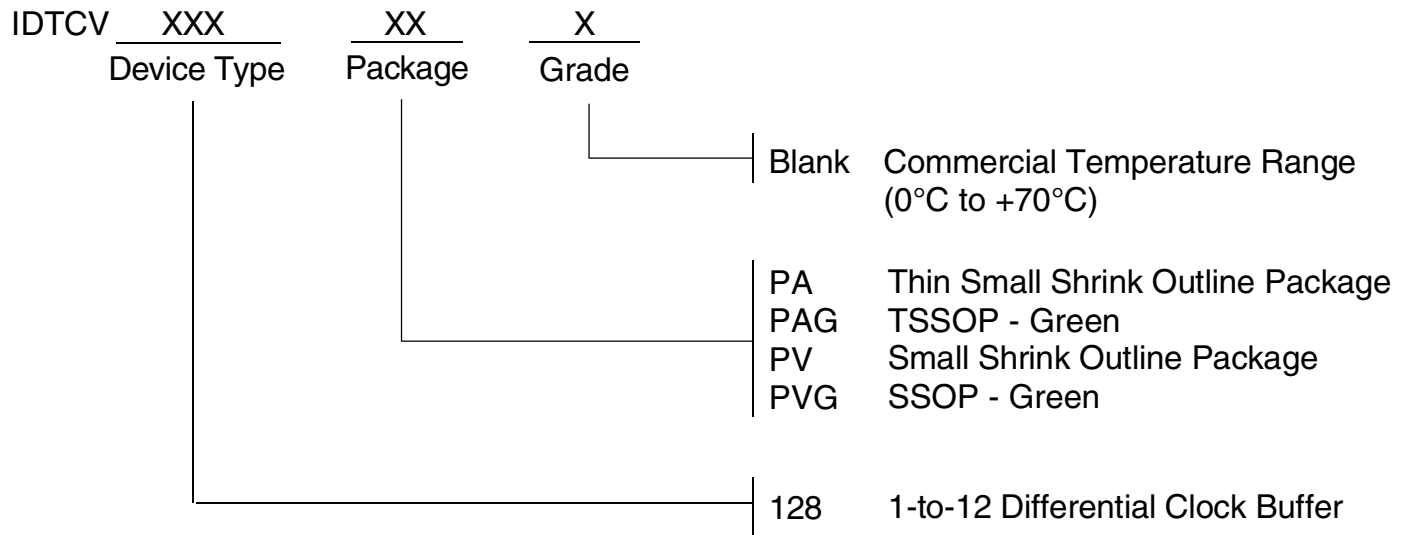 IDTCV XXX XX X
Device Type Package Grade
Blank Commercial Temperature Range
(0°C to +70°C)
PA Thin Small Shrink Outline Package
PAG TSSOP - Green
PV Small Shrink Outline Package
PVG SSOP - Green
128 1-to-12 Differential Clock Buffer